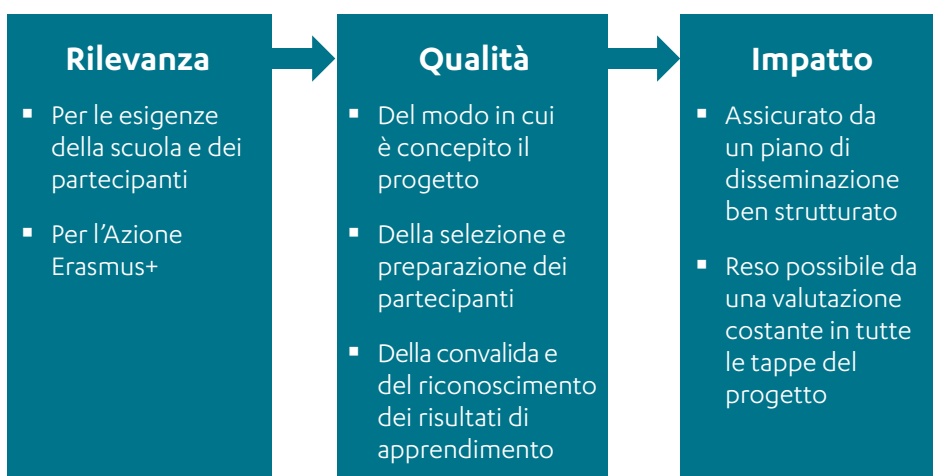 Rilevanza
▪ Per le esigenze
della scuola e dei
partecipanti
▪ Per l'Azione
Erasmus+
Qualità
▪ Del modo in cui
è concepito il
progetto
▪ Della selezione e
preparazione dei
partecipanti
▪ Della convalida e
del riconoscimento
dei risultati di
apprendimento
Impatto
▪ Assicurato da
un piano di
disseminazione
ben strutturato
▪ Reso possibile da
una valutazione
costante in tutte
le tappe del
progetto